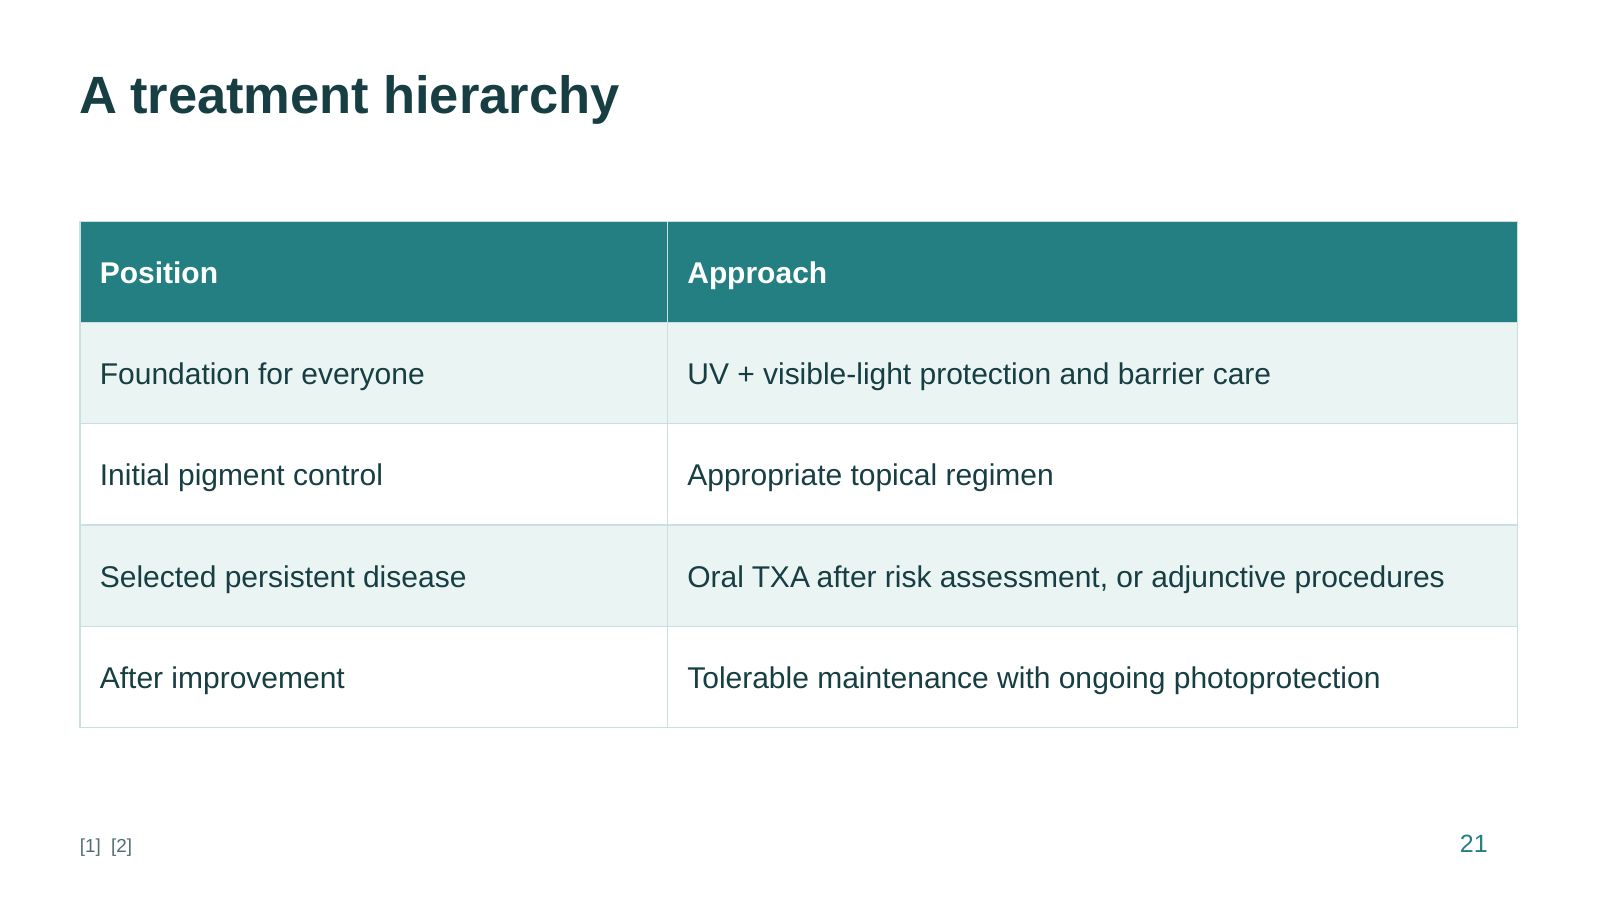 A treatment hierarchy
Position
Approach
Foundation for everyone
UV + visible-light protection and barrier care
Initial pigment control
Appropriate topical regimen
Selected persistent disease
Oral TXA after risk assessment, or adjunctive procedures
After improvement
Tolerable maintenance with ongoing photoprotection
[1] [2]
21